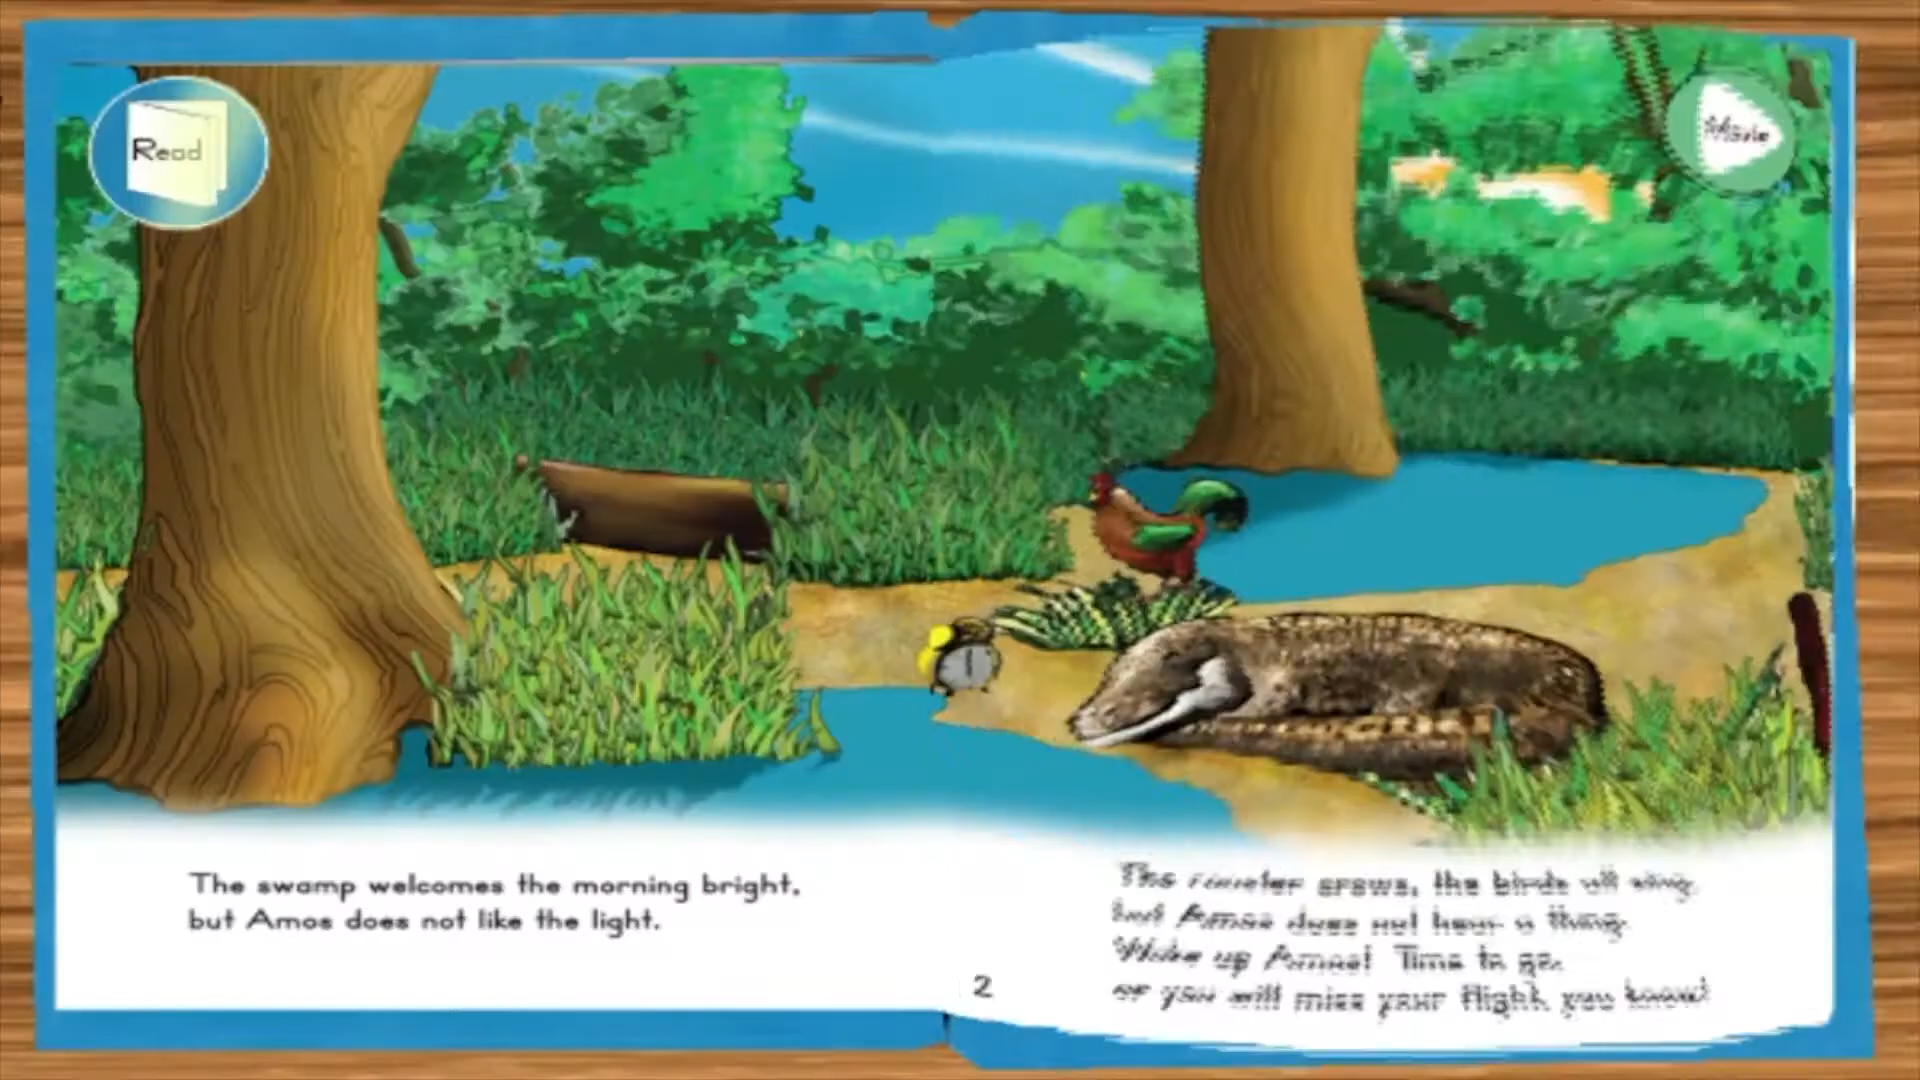 Read
Movie
The swamp welcomes the morning bright,
but Amos does not like the light.
The rooster crows, the birds all sing,
but Amos does not hear a thing.
Wake up Amos! Time to go,
or you will miss your flight, you know!
2